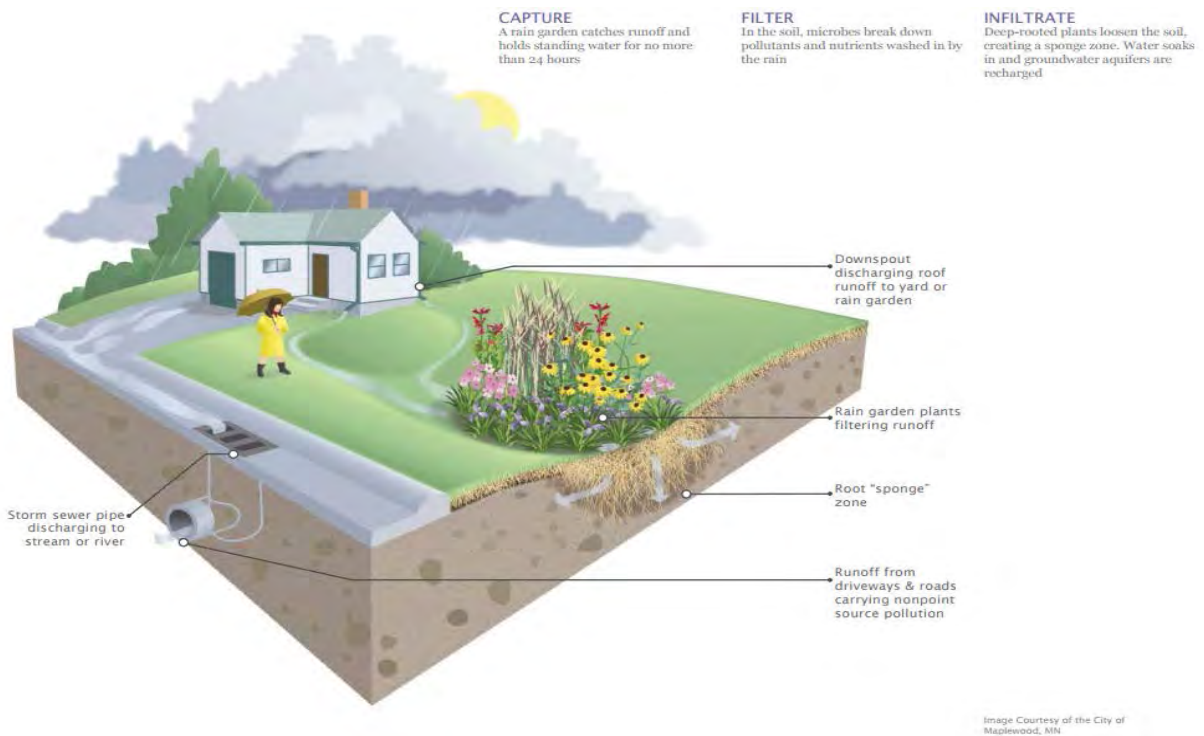 CAPTURE
A rain garden catches runoff and
holds standing water for no more
than 24 hours
FILTER
In the soil, microbes break down
pollutants and nutrients washed in by
the rain
INFILTRATE
Deep-rooted plants loosen the soil,
creating a sponge zone. Water soaks
in and groundwater aquifers are
recharged
Downspout
discharging roof
runoff to yard or
rain garden
Rain garden plants
filtering runoff
Root “sponge”
zone
Storm sewer pipe
discharging to
stream or river
Runoff from
driveways & roads
carrying nonpoint
source pollution
Image Courtesy of the City of
Maplewood, MN